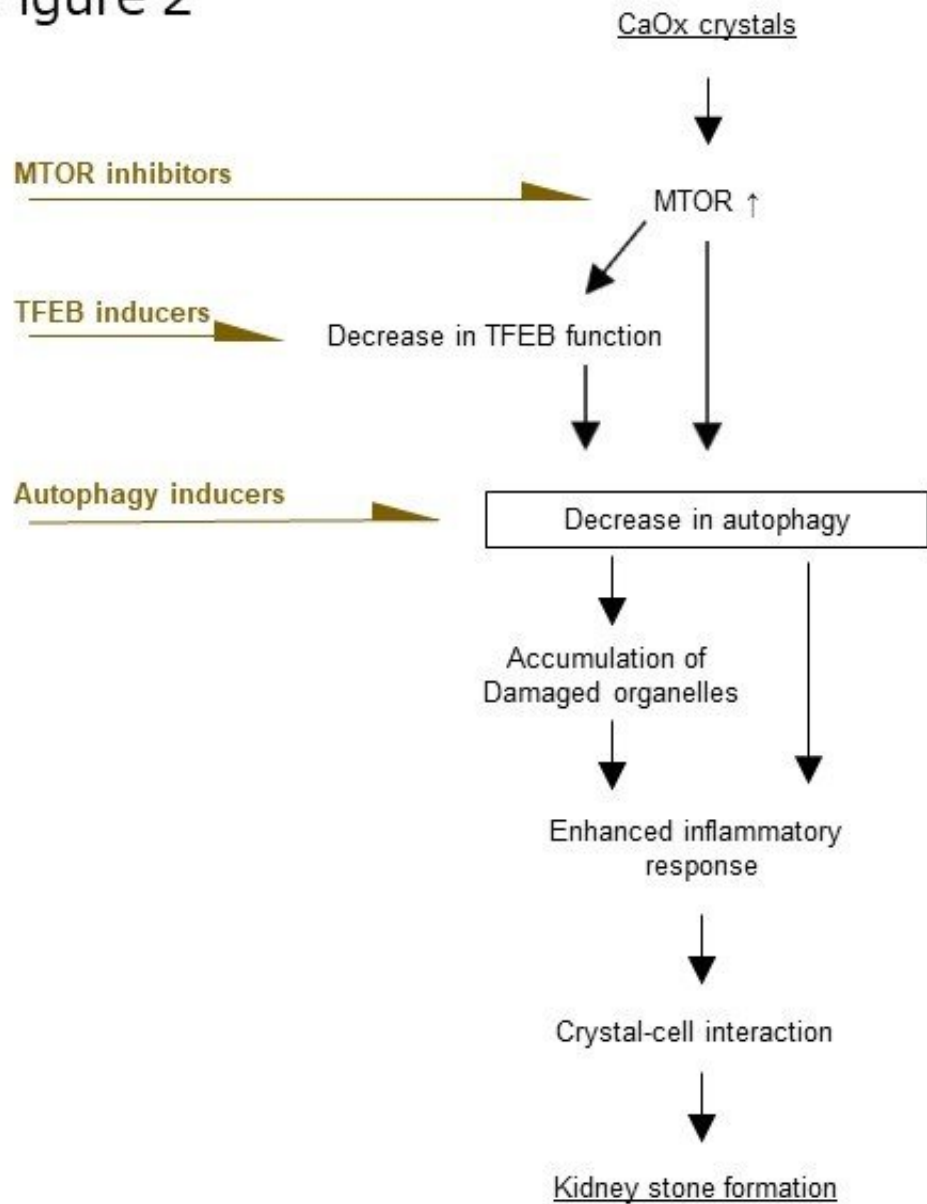 igure 2
CaOx crystals
MTOR inhibitors
MTOR ↑
TFEB inducers
Decrease in TFEB function
Autophagy inducers
Decrease in autophagy
Accumulation of
Damaged organelles
Enhanced inflammatory
response
Crystal-cell interaction
Kidney stone formation